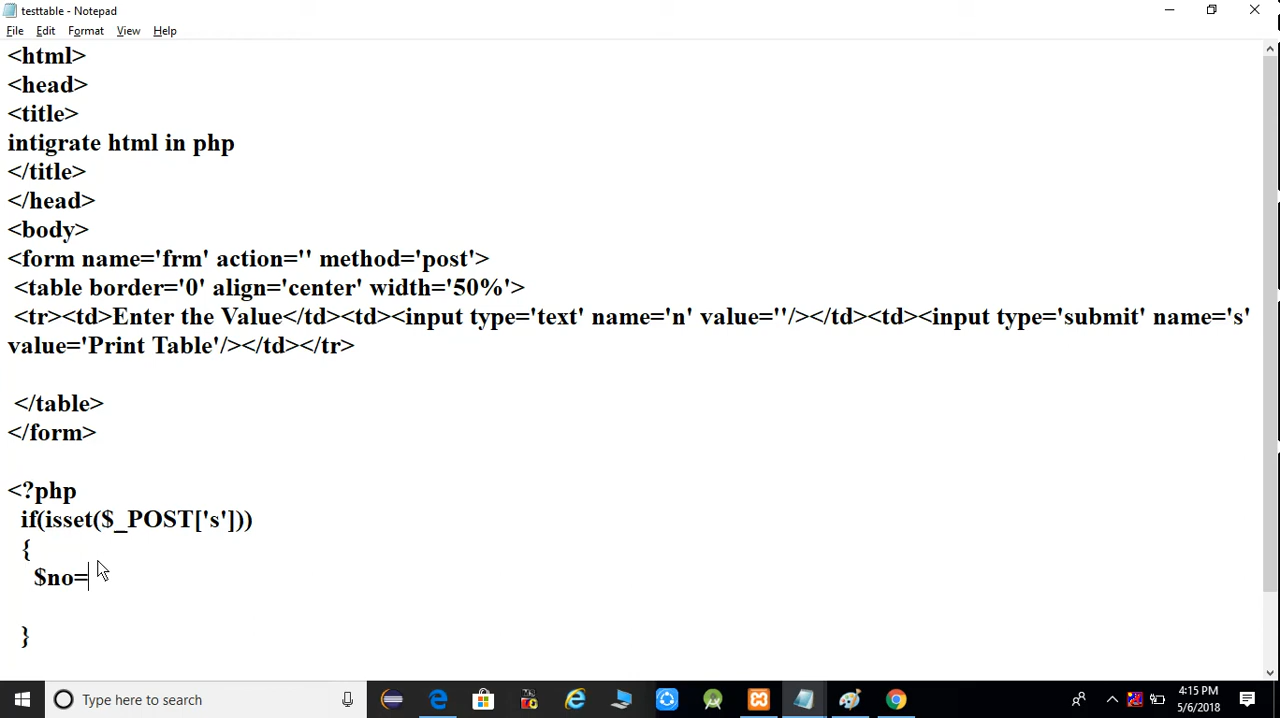 testtable - Notepad
File Edit Format View Help
<html>
<head>
<title>
intigrate html in php
</title>
</head>
<body>
<form name='frm' action='' method='post'>
<table border='0' align='center' width='50%'>
<tr><td>Enter the Value</td><td><input type='text' name='n' value=''/></td><td><input type='submit' name='s'
value='Print Table'/></td></tr>
</table>
</form>
<?php
if(isset($_POST['s']))
{
$no=
}
Type here to search
4:15 PM
5/6/2018